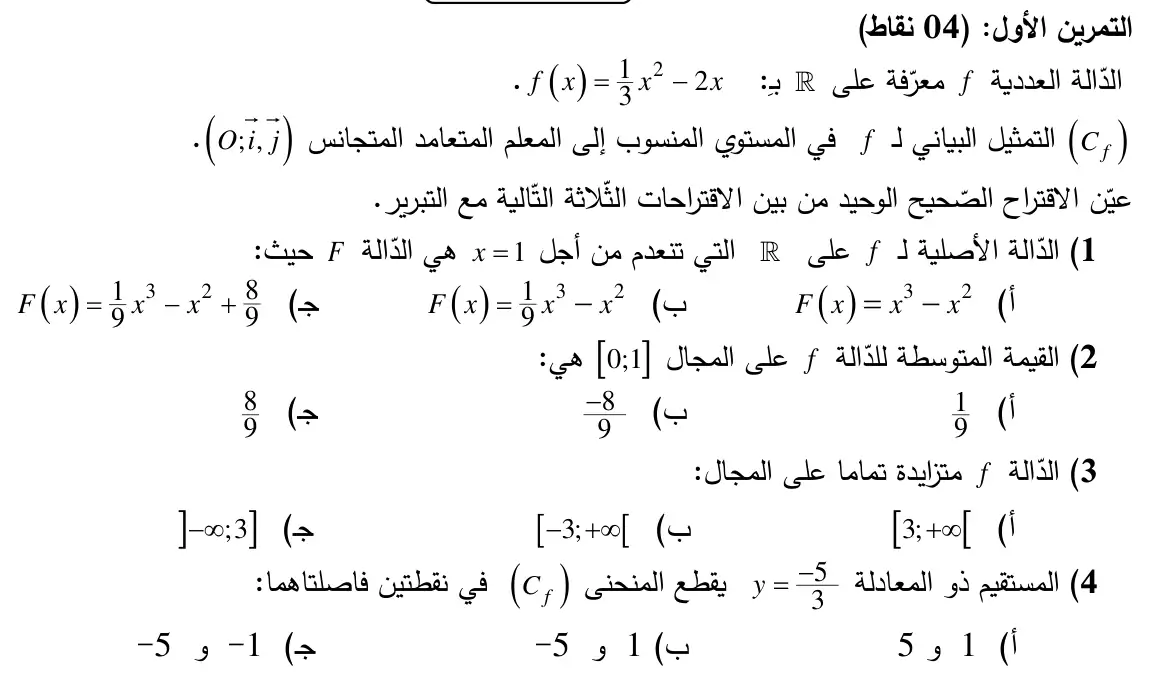 التمرين الأول: (04 نقاط)
الدّالة العددية f معرّفة على ℝ بـِ: f(x) = 1/3 x² − 2x .
(C_f) التمثيل البياني لـ f في المستوي المنسوب إلى المعلم المتعامد المتجانس (O; i⃗, j⃗).
عيّن الاقتراح الصّحيح الوحيد من بين الاقتراحات الثّلاثة التّالية مع التبرير.
1) الدّالة الأصلية لـ f على ℝ التي تنعدم من أجل x = 1 هي الدّالة F حيث:
أ) F(x) = x³ − x² ب) F(x) = 1/9 x³ − x² جـ) F(x) = 1/9 x³ − x² + 8/9
2) القيمة المتوسطة للدّالة f على المجال [0;1] هي:
أ) 1/9 ب) −8/9 جـ) 8/9
3) الدّالة f متزايدة تماما على المجال:
أ) [3;+∞[ ب) [−3;+∞[ جـ) ]−∞;3]
4) المستقيم ذو المعادلة y = −5/3 يقطع المنحنى (C_f) في نقطتين فاصلتاهما:
أ) 1 و 5 ب) 1 و −5 جـ) −1 و −5